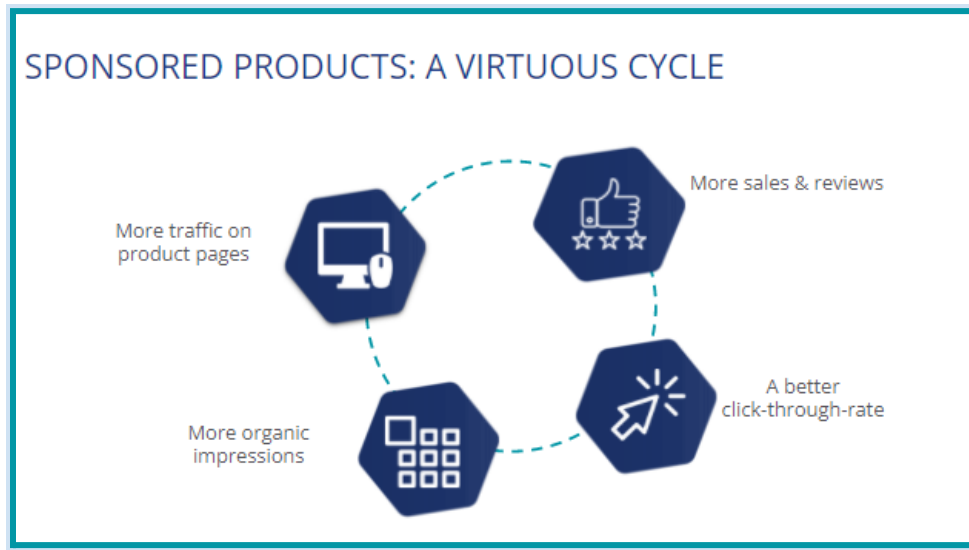 SPONSORED PRODUCTS: A VIRTUOUS CYCLE
More sales & reviews
More traffic on
product pages
A better
click-through-rate
More organic
impressions